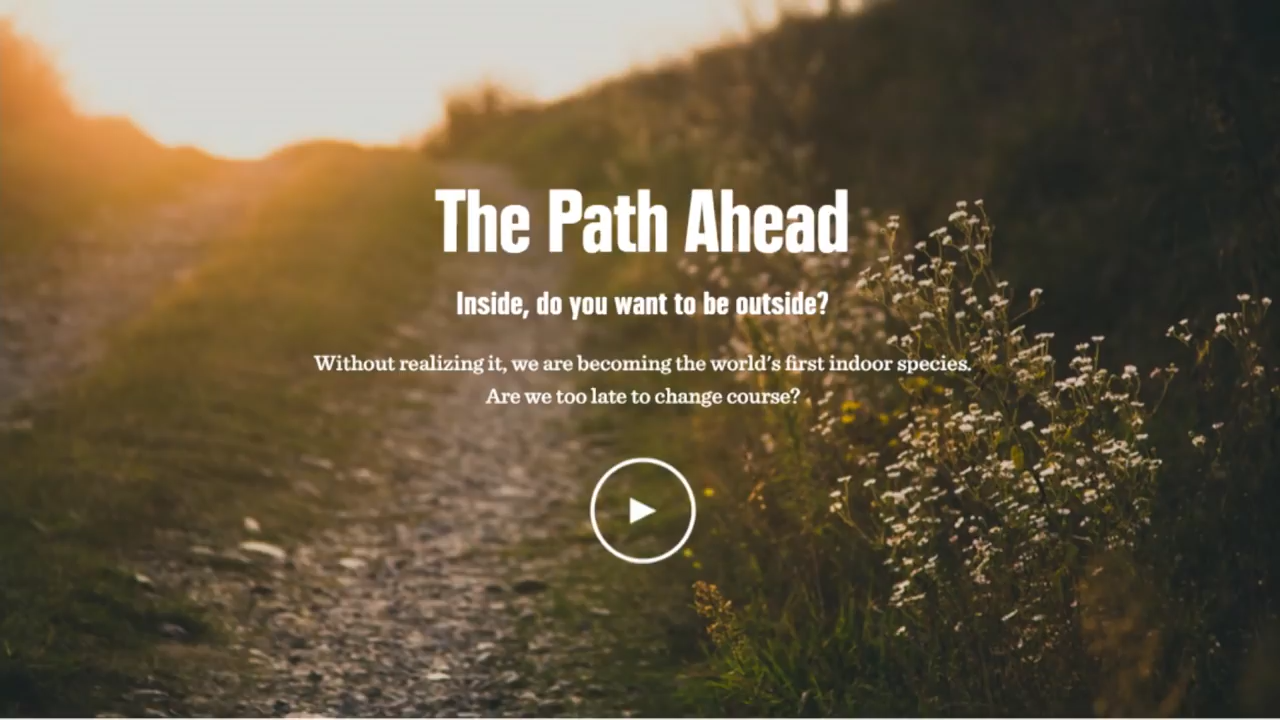 The Path Ahead
Inside, do you want to be outside?
Without realizing it, we are becoming the world's first indoor species.
Are we too late to change course?